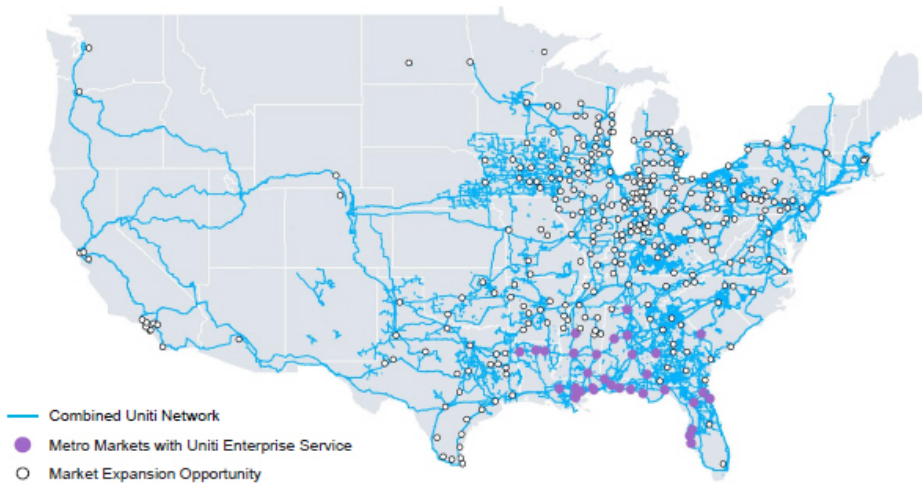 Combined Uniti Network
Metro Markets with Uniti Enterprise Service
Market Expansion Opportunity